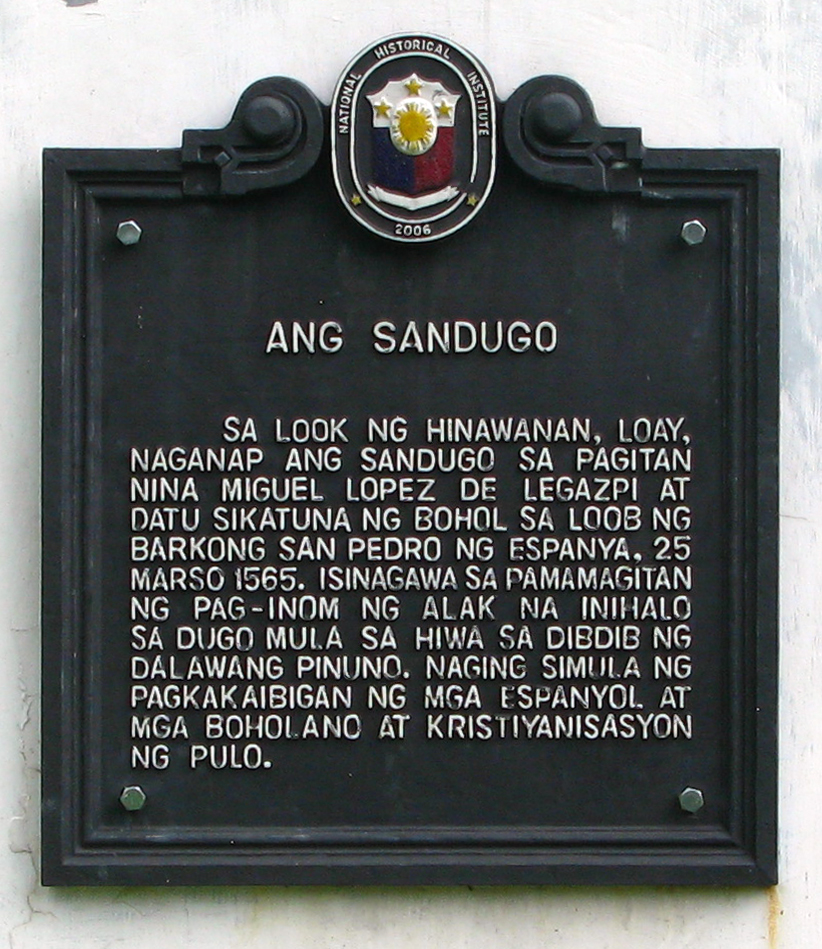 NATIONAL HISTORICAL INSTITUTE
2006
ANG SANDUGO
SA LOOK NG HINAWANAN, LOAY,
NAGANAP ANG SANDUGO SA PAGITAN
NINA MIGUEL LOPEZ DE LEGAZPI AT
DATU SIKATUNA NG BOHOL SA LOOB NG
BARKONG SAN PEDRO NG ESPANYA, 25
MARSO 1565. ISINAGAWA SA PAMAMAGITAN
NG PAG-INOM NG ALAK NA INIHALO
SA DUGO MULA SA HIWA SA DIBDIB NG
DALAWANG PINUNO. NAGING SIMULA NG
PAGKAKAIBIGAN NG MGA ESPANYOL AT
MGA BOHOLANO AT KRISTIYANISASYON
NG PULO.